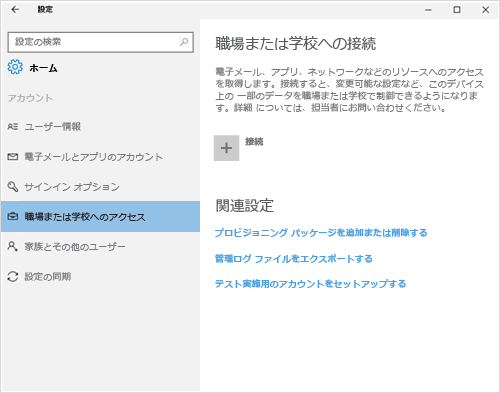 設定
設定の検索
ホーム
アカウント
ユーザー情報
電子メールとアプリのアカウント
サインイン オプション
職場または学校へのアクセス
家族とその他のユーザー
設定の同期
職場または学校への接続
電子メール、アプリ、ネットワークなどのリソースへのアクセス
を取得します。接続すると、変更可能な設定など、このデバイス
上の 一部のデータを職場または学校で制御できるようになりま
す。詳細 については、担当者にお問い合わせください。
接続
関連設定
プロビジョニング パッケージを追加または削除する
管理ログ ファイルをエクスポートする
テスト実施用のアカウントをセットアップする